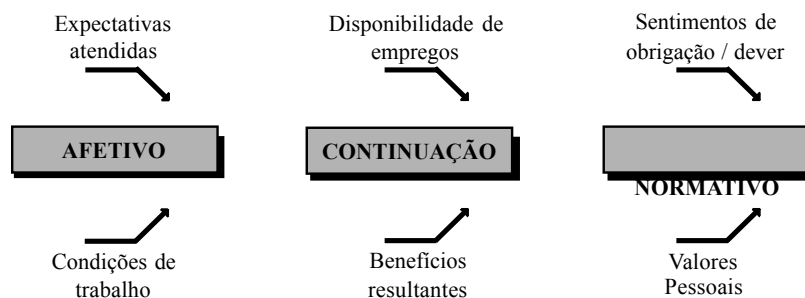 Expectativas
atendidas
Disponibilidade de
empregos
Sentimentos de
obrigação / dever
AFETIVO
CONTINUAÇÃO
NORMATIVO
Condições de
trabalho
Benefícios
resultantes
Valores
Pessoais